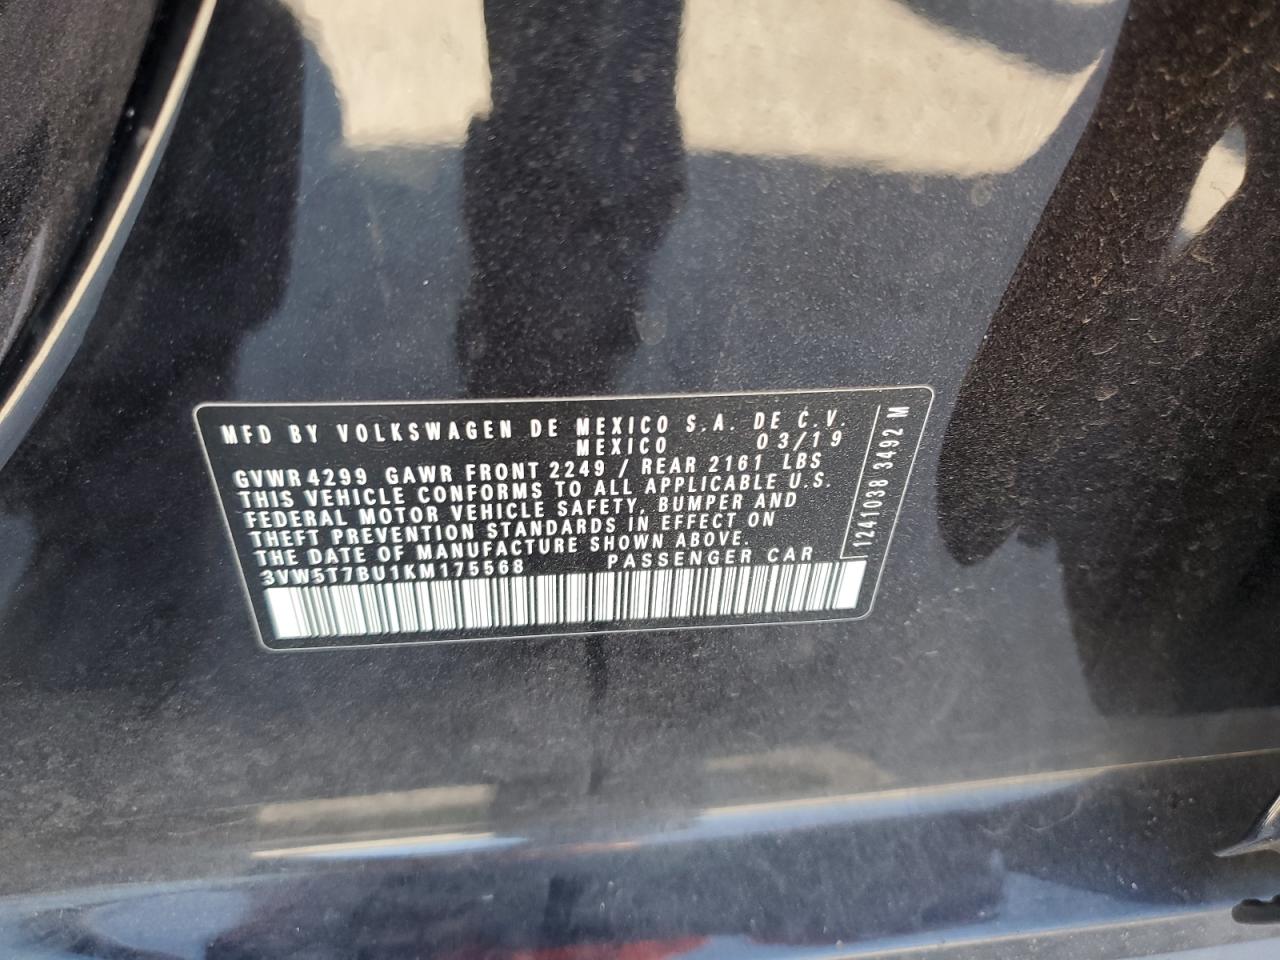 MFD BY VOLKSWAGEN DE MEXICO S.A. DE C.V.
MEXICO 03/19
GVWR 4299 GAWR FRONT 2249 / REAR 2161 LBS
THIS VEHICLE CONFORMS TO ALL APPLICABLE U.S.
FEDERAL MOTOR VEHICLE SAFETY, BUMPER AND
THEFT PREVENTION STANDARDS IN EFFECT ON
THE DATE OF MANUFACTURE SHOWN ABOVE.
3VW5T7BU1KM175568 PASSENGER CAR
1241038 3492 M